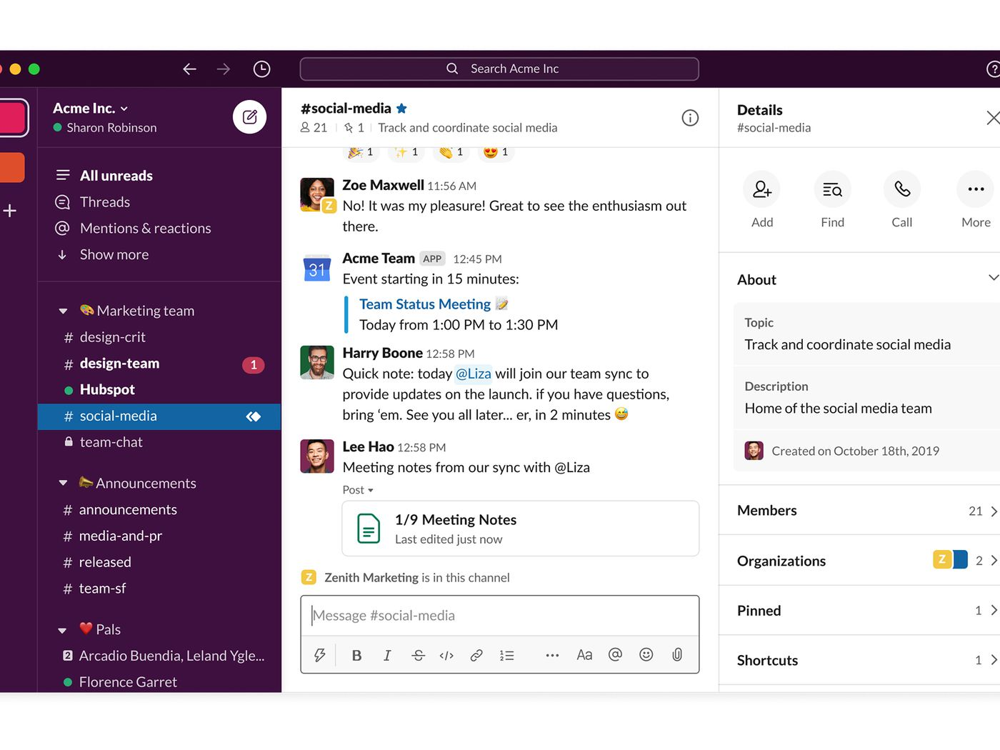 Search Acme Inc
Acme Inc.
Sharon Robinson
All unreads
Threads
Mentions & reactions
Show more
Marketing team
# design-crit
# design-team 1
Hubspot
# social-media
team-chat
Announcements
# announcements
# media-and-pr
# released
# team-sf
Pals
2 Arcadio Buendia, Leland Ygle...
Florence Garret
#social-media
21 | 1 | Track and coordinate social media
1 1 1 1
Zoe Maxwell 11:56 AM
Z
No! It was my pleasure! Great to see the enthusiasm out
there.
31
Acme Team APP 12:45 PM
Event starting in 15 minutes:
Team Status Meeting
Today from 1:00 PM to 1:30 PM
Harry Boone 12:58 PM
Quick note: today @Liza will join our team sync to
provide updates on the launch. if you have questions,
bring ‘em. See you all later... er, in 2 minutes
Lee Hao 12:58 PM
Meeting notes from our sync with @Liza
Post
1/9 Meeting Notes
Last edited just now
Z Zenith Marketing is in this channel
Message #social-media
B I S </> Aa @
Details
#social-media
Add Find Call More
About
Topic
Track and coordinate social media
Description
Home of the social media team
Created on October 18th, 2019
Members 21
Organizations Z 2
Pinned 1
Shortcuts 1